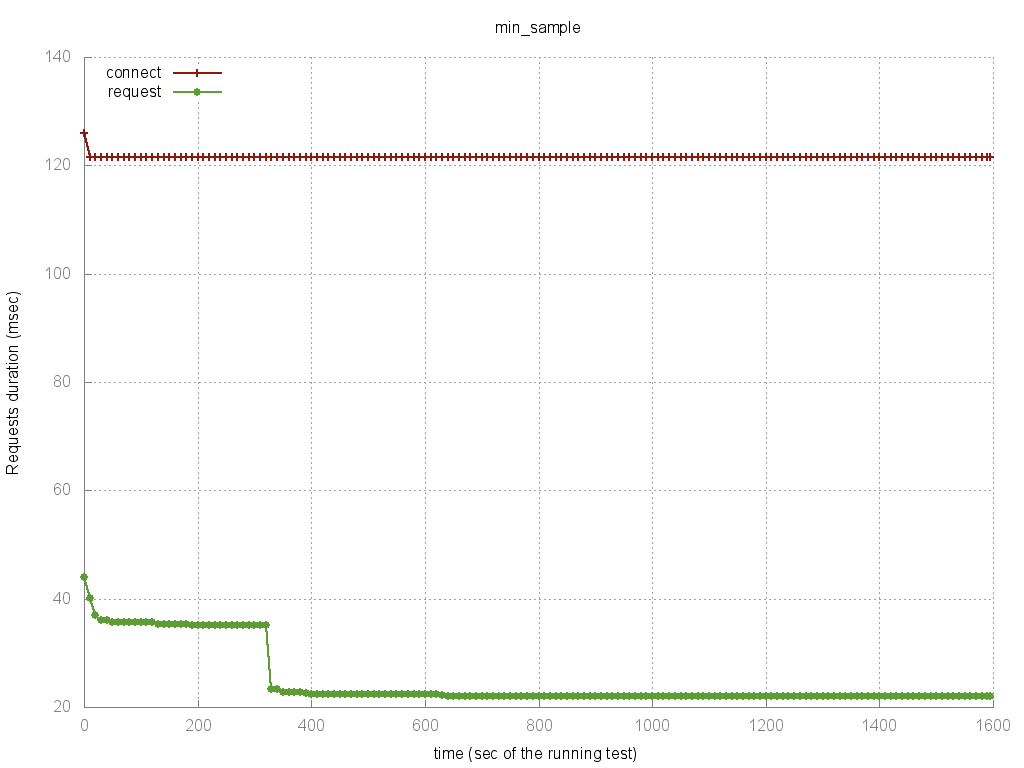 min_sample
connect
request
140
120
100
80
60
40
20
Requests duration (msec)
0 200 400 600 800 1000 1200 1400 1600
time (sec of the running test)